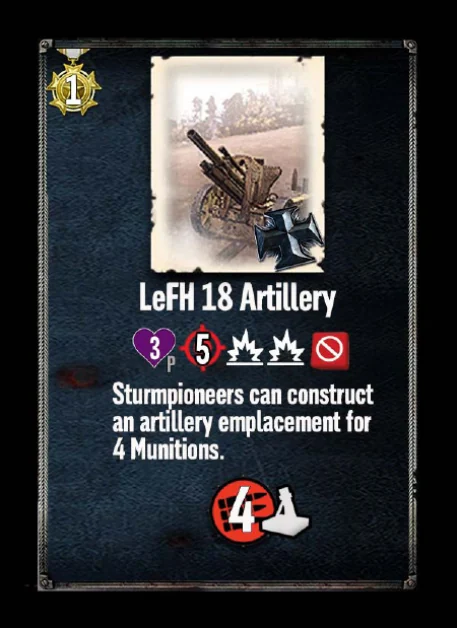 1
LeFH 18 Artillery
3 P 5
Sturmpioneers can construct
an artillery emplacement for
4 Munitions.
4